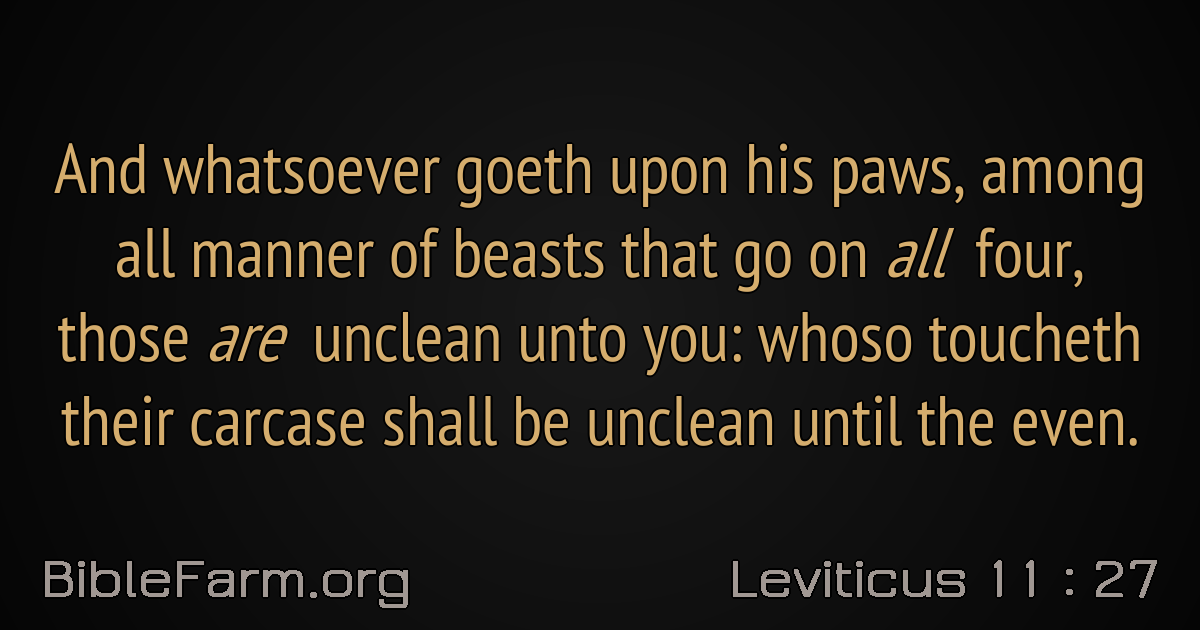 And whatsoever goeth upon his paws, among
all manner of beasts that go on all four,
those are unclean unto you: whoso toucheth
their carcase shall be unclean until the even.
BibleFarm.org
Leviticus 11 : 27